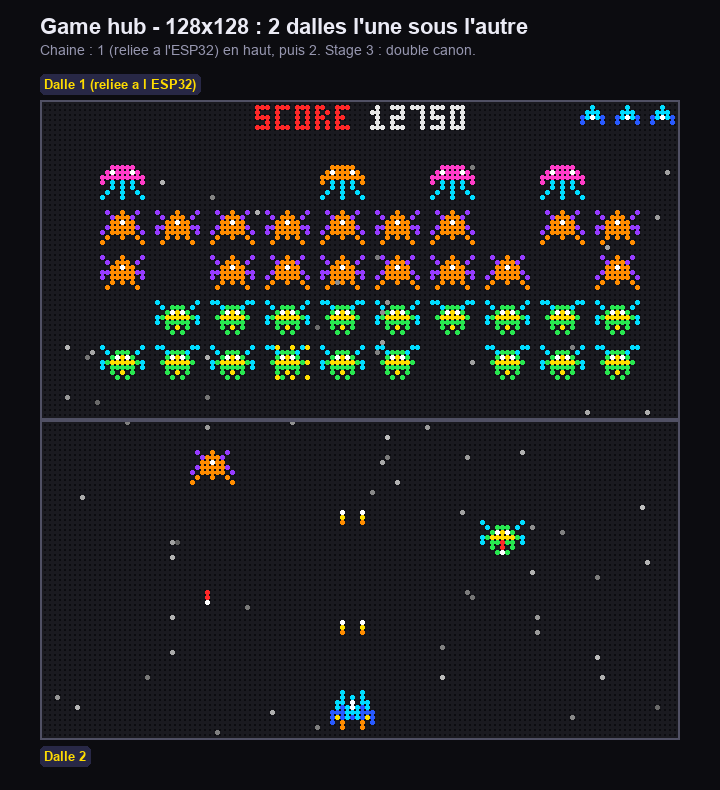 Game hub - 128x128 : 2 dalles l'une sous l'autre
Chaine : 1 (reliee a l'ESP32) en haut, puis 2. Stage 3 : double canon.
Dalle 1 (reliee a l ESP32)
SCORE 12750
Dalle 2